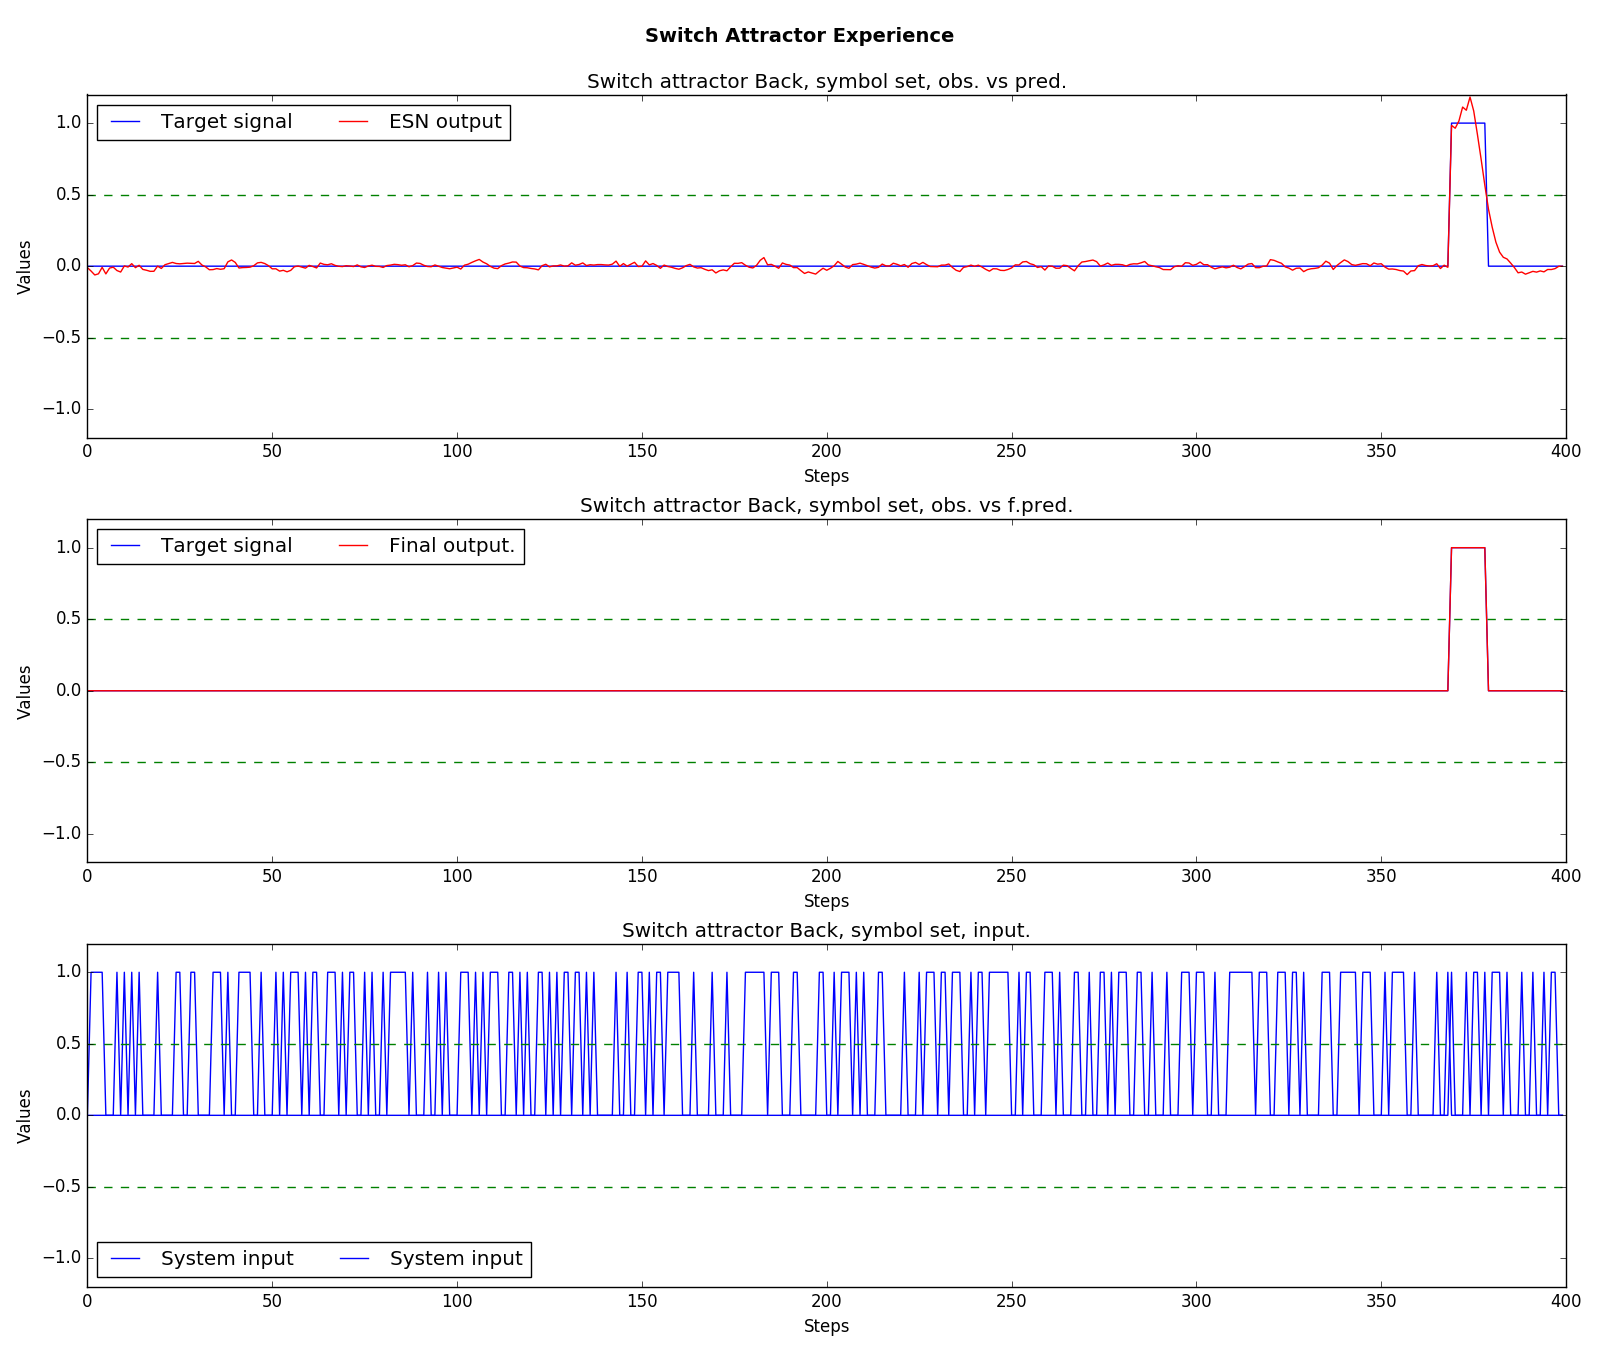 Switch Attractor Experience
Switch attractor Back, symbol set, obs. vs pred.
Target signal ESN output
1.0
0.5
0.0
−0.5
−1.0
Values
0 50 100 150 200 250 300 350 400
Steps
Switch attractor Back, symbol set, obs. vs f.pred.
Target signal Final output.
1.0
0.5
0.0
−0.5
−1.0
Values
0 50 100 150 200 250 300 350 400
Steps
Switch attractor Back, symbol set, input.
1.0
0.5
0.0
−0.5
−1.0
Values
System input System input
0 50 100 150 200 250 300 350 400
Steps